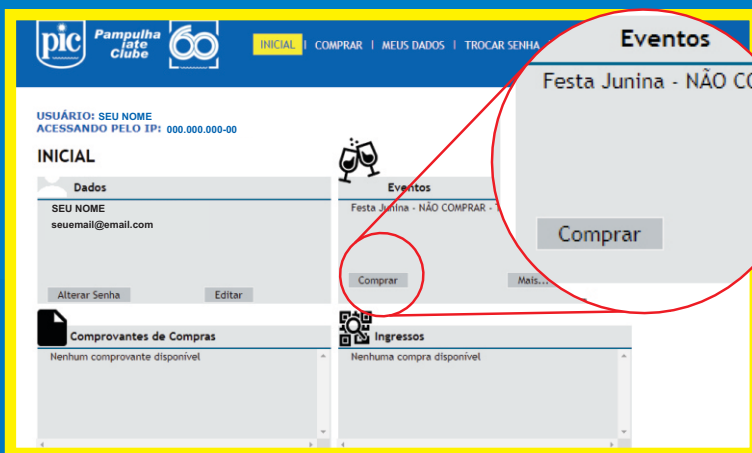 pic Pampulha Iate Clube 60
INICIAL | COMPRAR | MEUS DADOS | TROCAR SENHA
USUÁRIO: SEU NOME
ACESSANDO PELO IP: 000.000.000-00
INICIAL
Dados
SEU NOME
seuemail@email.com
Alterar Senha Editar
Eventos
Festa Junina - NÃO COMPRAR -
Comprar Mais...
Comprovantes de Compras
Nenhum comprovante disponível
Ingressos
Nenhuma compra disponível
Eventos
Festa Junina - NÃO CO
Comprar